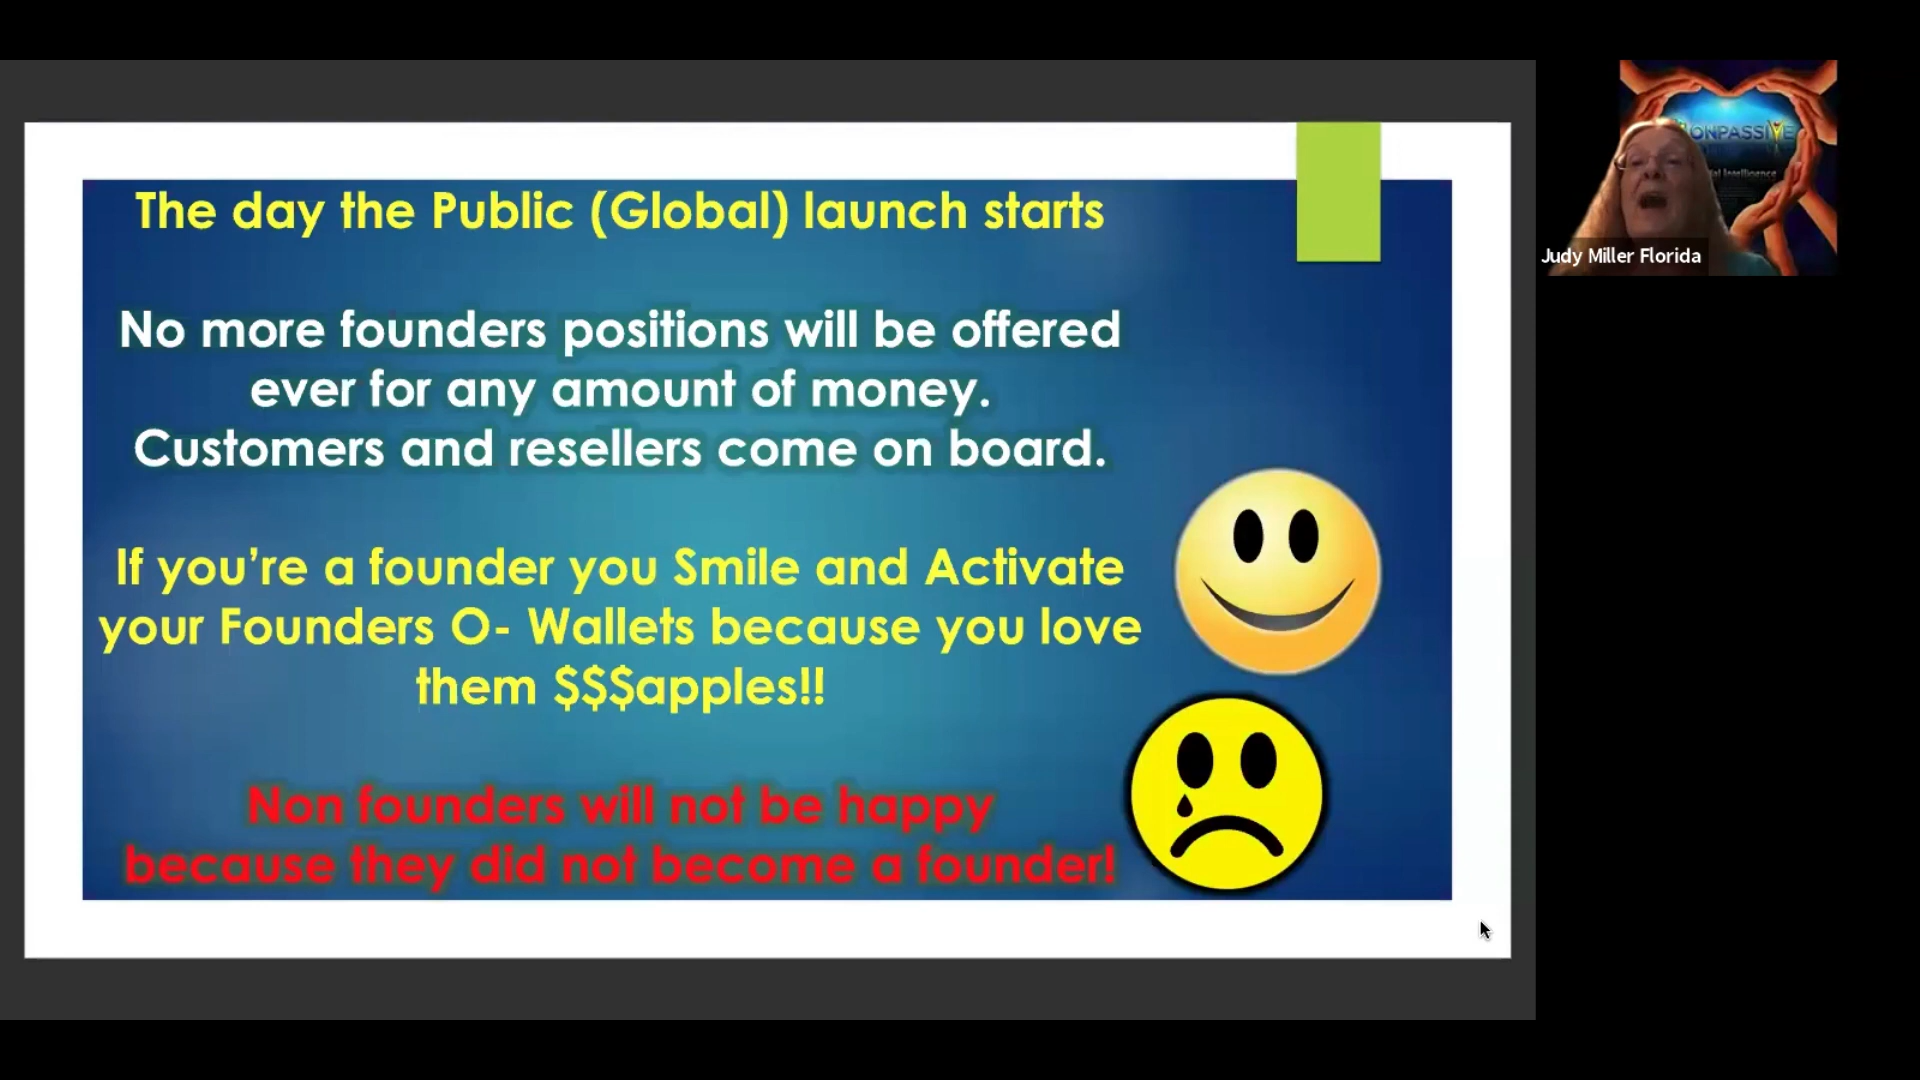 The day the Public (Global) launch starts
No more founders positions will be offered
ever for any amount of money.
Customers and resellers come on board.
If you're a founder you Smile and Activate
your Founders O- Wallets because you love
them $$$apples!!
Non founders will not be happy
because they did not become a founder!
ONPASSIVE
Intelligence
Judy Miller Florida